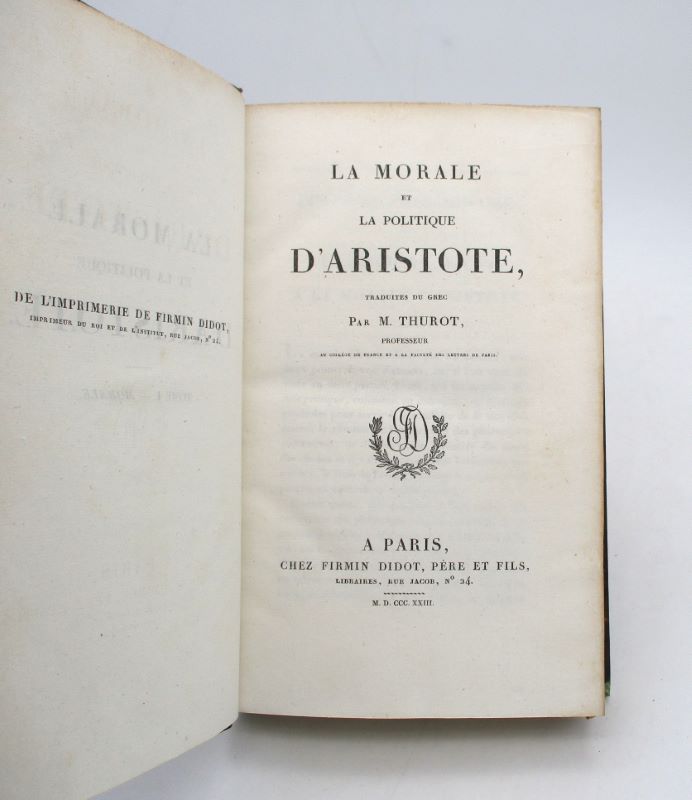 DE L'IMPRIMERIE DE FIRMIN DIDOT,
IMPRIMEUR DU ROI ET DE L'INSTITUT, RUE JACOB, N° 24.
LA MORALE
ET
LA POLITIQUE
D'ARISTOTE,
TRADUITES DU GREC
PAR M. THUROT,
PROFESSEUR
AU COLLÉGE DE FRANCE ET A LA FACULTÉ DES LETTRES DE PARIS.
FD
A PARIS,
CHEZ FIRMIN DIDOT, PÈRE ET FILS,
LIBRAIRES, RUE JACOB, N° 24.
M. D. CCC. XXIII.